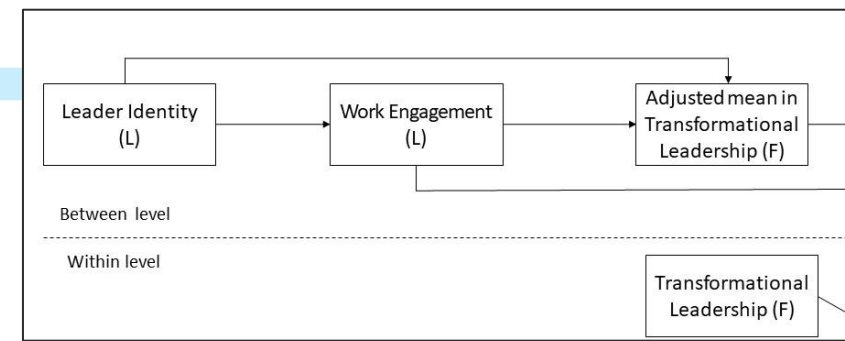 Leader Identity
(L)
Work Engagement
(L)
Adjusted mean in
Transformational
Leadership (F)
Between level
Within level
Transformational
Leadership (F)